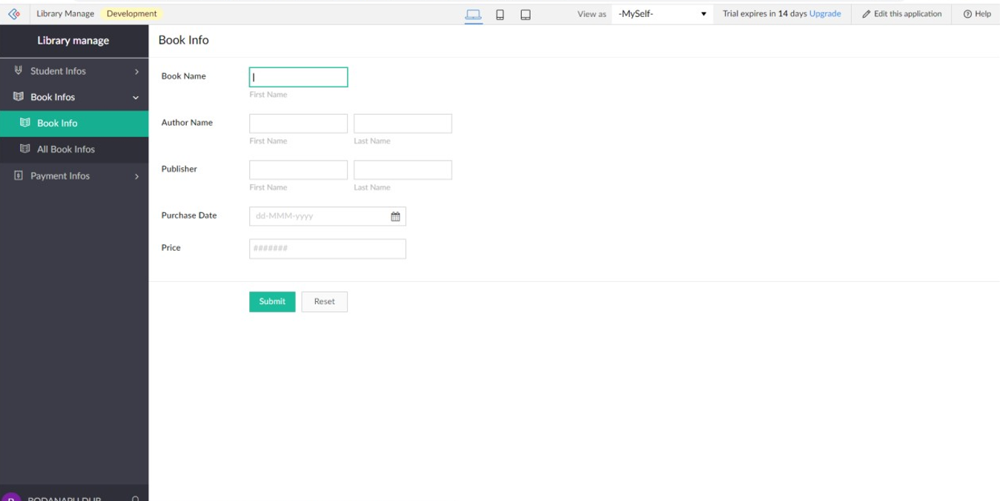 Library Manage Development View as -MySelf- Trial expires in 14 days Upgrade Edit this application Help
Library manage
Student Infos
Book Infos
Book Info
All Book Infos
Payment Infos
Book Info
Book Name
First Name
Author Name
First Name Last Name
Publisher
First Name Last Name
Purchase Date dd-MMM-yyyy
Price #######
Submit Reset